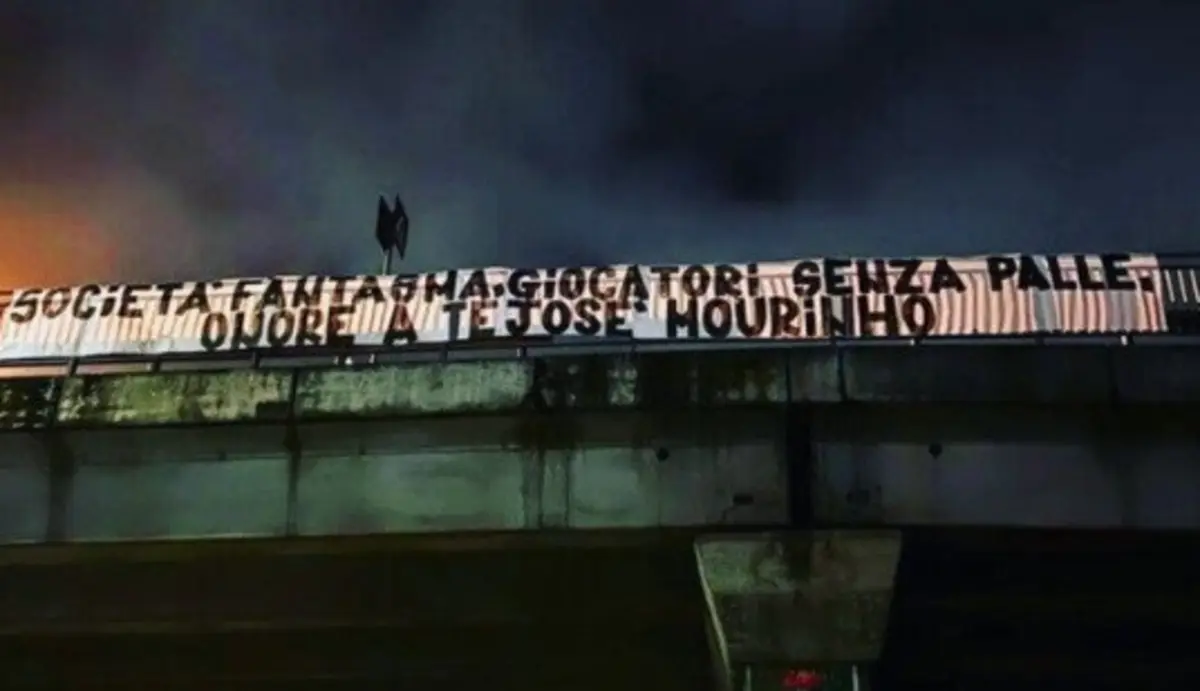 SOCiETA' FANTASMA, GiOCATORi SENZA PALLE.
ONORE A TE JOSE' MOURiNHO